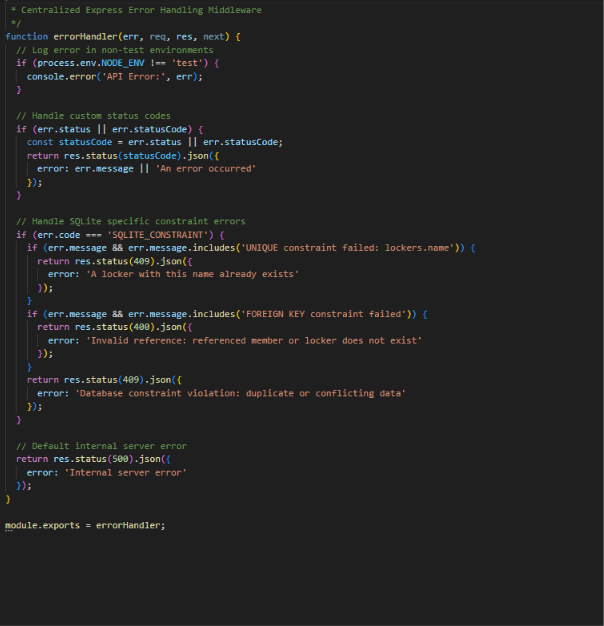 * Centralized Express Error Handling Middleware
*/
function errorHandler(err, req, res, next) {
// Log error in non-test environments
if (process.env.NODE_ENV !== 'test') {
console.error('API Error:', err);
}
// Handle custom status codes
if (err.status || err.statusCode) {
const statusCode = err.status || err.statusCode;
return res.status(statusCode).json({
error: err.message || 'An error occurred'
});
}
// Handle SQLite specific constraint errors
if (err.code === 'SQLITE_CONSTRAINT') {
if (err.message && err.message.includes('UNIQUE constraint failed: lockers.name')) {
return res.status(409).json({
error: 'A locker with this name already exists'
});
}
if (err.message && err.message.includes('FOREIGN KEY constraint failed')) {
return res.status(400).json({
error: 'Invalid reference: referenced member or locker does not exist'
});
}
return res.status(409).json({
error: 'Database constraint violation: duplicate or conflicting data'
});
}
// Default internal server error
return res.status(500).json({
error: 'Internal server error'
});
}
module.exports = errorHandler;